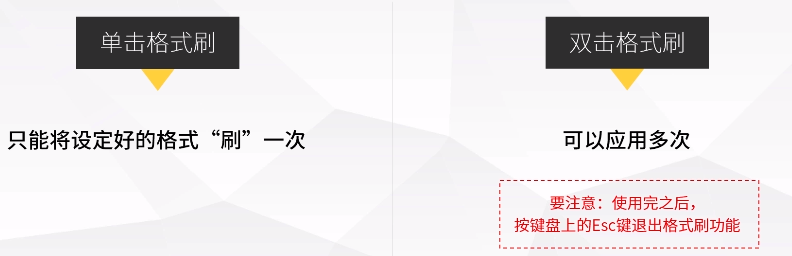 单击格式刷
只能将设定好的格式“刷”一次
双击格式刷
可以应用多次
要注意：使用完之后，
按键盘上的Esc键退出格式刷功能